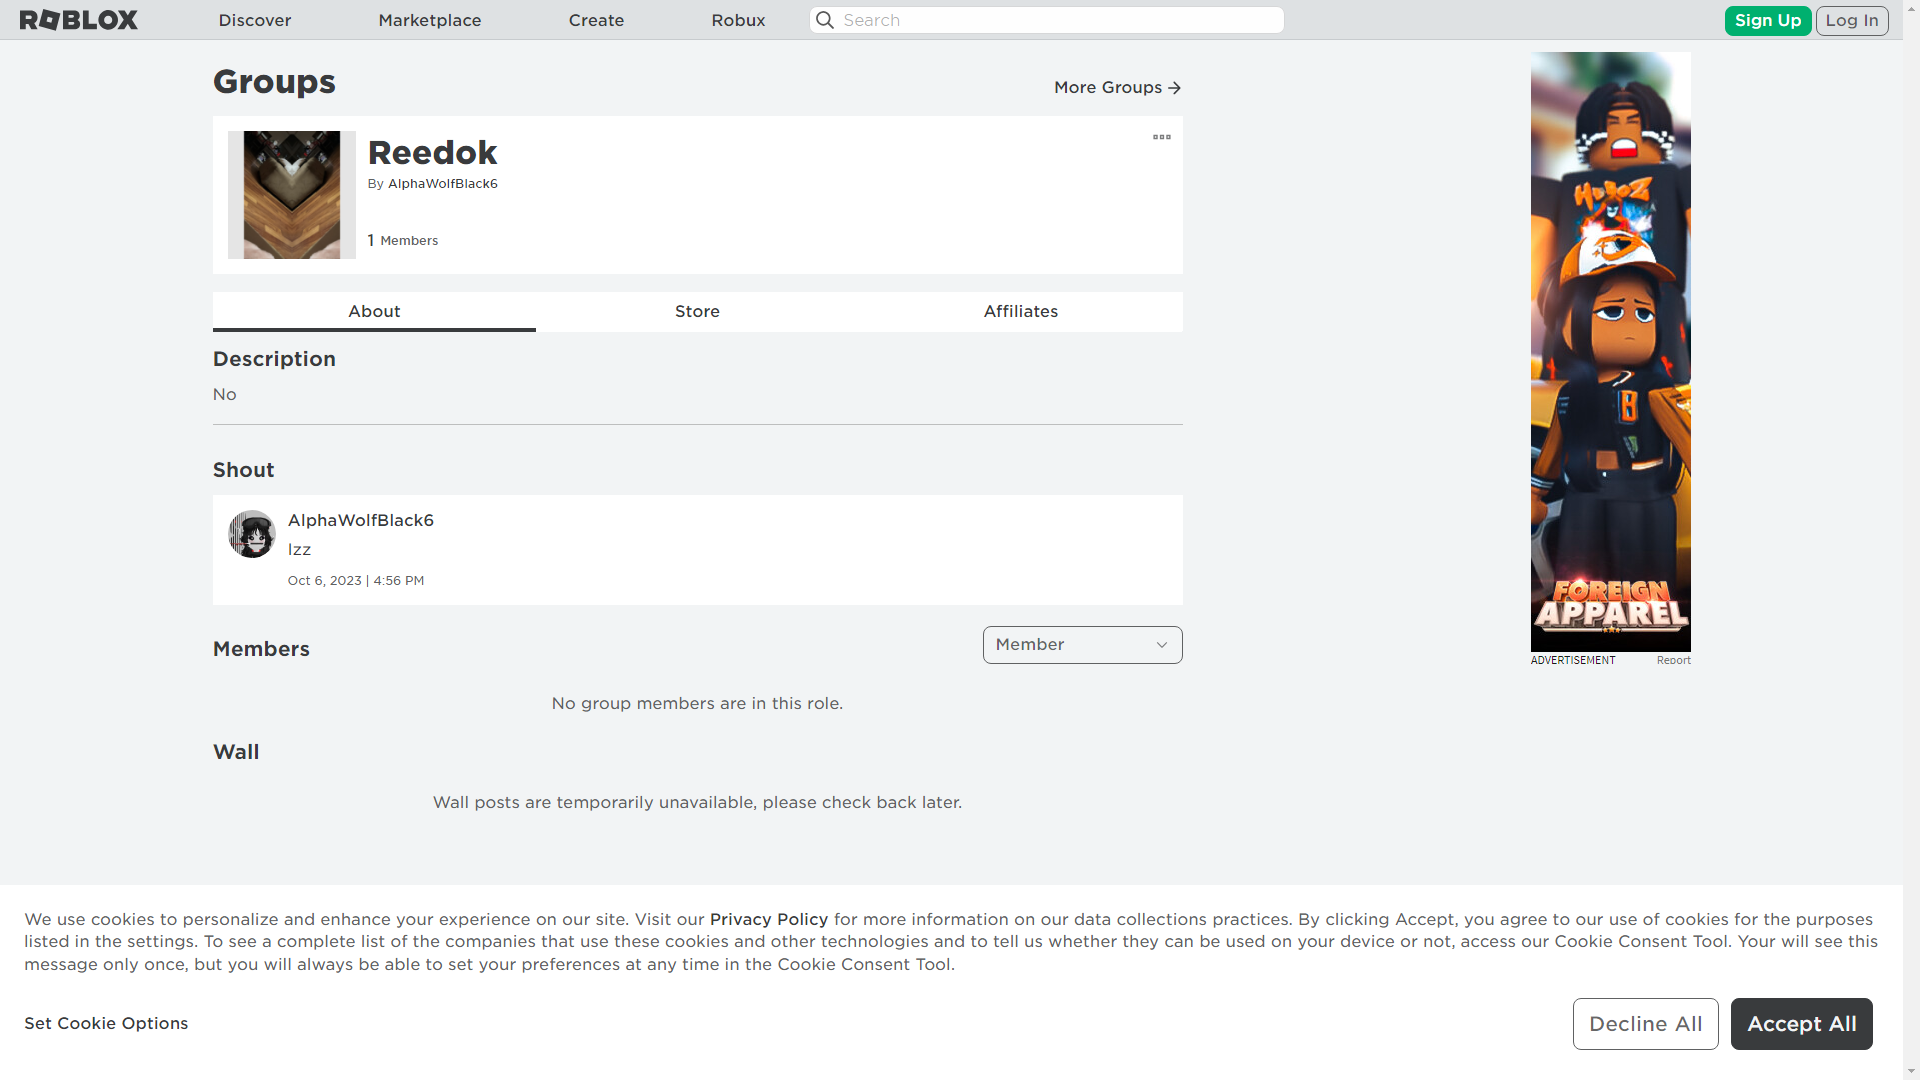 ROBLOX
Discover
Marketplace
Create
Robux
Search
Sign Up
Log In
Groups
More Groups
Reedok
By AlphaWolfBlack6
1 Members
About
Store
Affiliates
Description
No
Shout
AlphaWolfBlack6
Izz
Oct 6, 2023 | 4:56 PM
Members
Member
No group members are in this role.
Wall
Wall posts are temporarily unavailable, please check back later.
FOREIGN
APPAREL
ADVERTISEMENT
Report
We use cookies to personalize and enhance your experience on our site. Visit our Privacy Policy for more information on our data collections practices. By clicking Accept, you agree to our use of cookies for the purposes
listed in the settings. To see a complete list of the companies that use these cookies and other technologies and to tell us whether they can be used on your device or not, access our Cookie Consent Tool. Your will see this
message only once, but you will always be able to set your preferences at any time in the Cookie Consent Tool.
Set Cookie Options
Decline All
Accept All